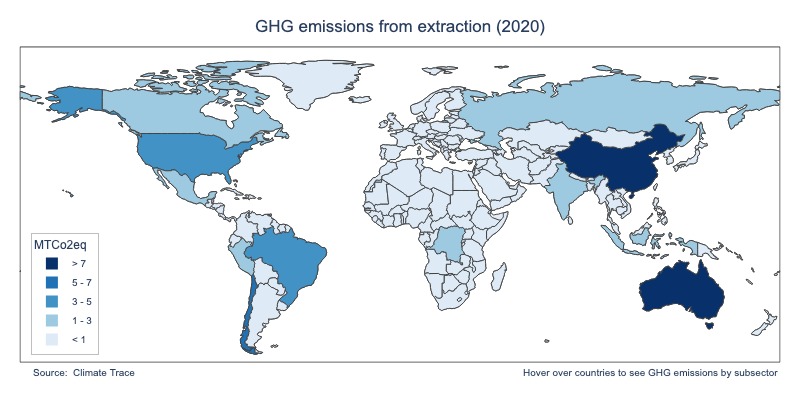 GHG emissions from extraction (2020)
MTCo2eq
> 7
5 - 7
3 - 5
1 - 3
< 1
Source:  Climate Trace
Hover over countries to see GHG emissions by subsector